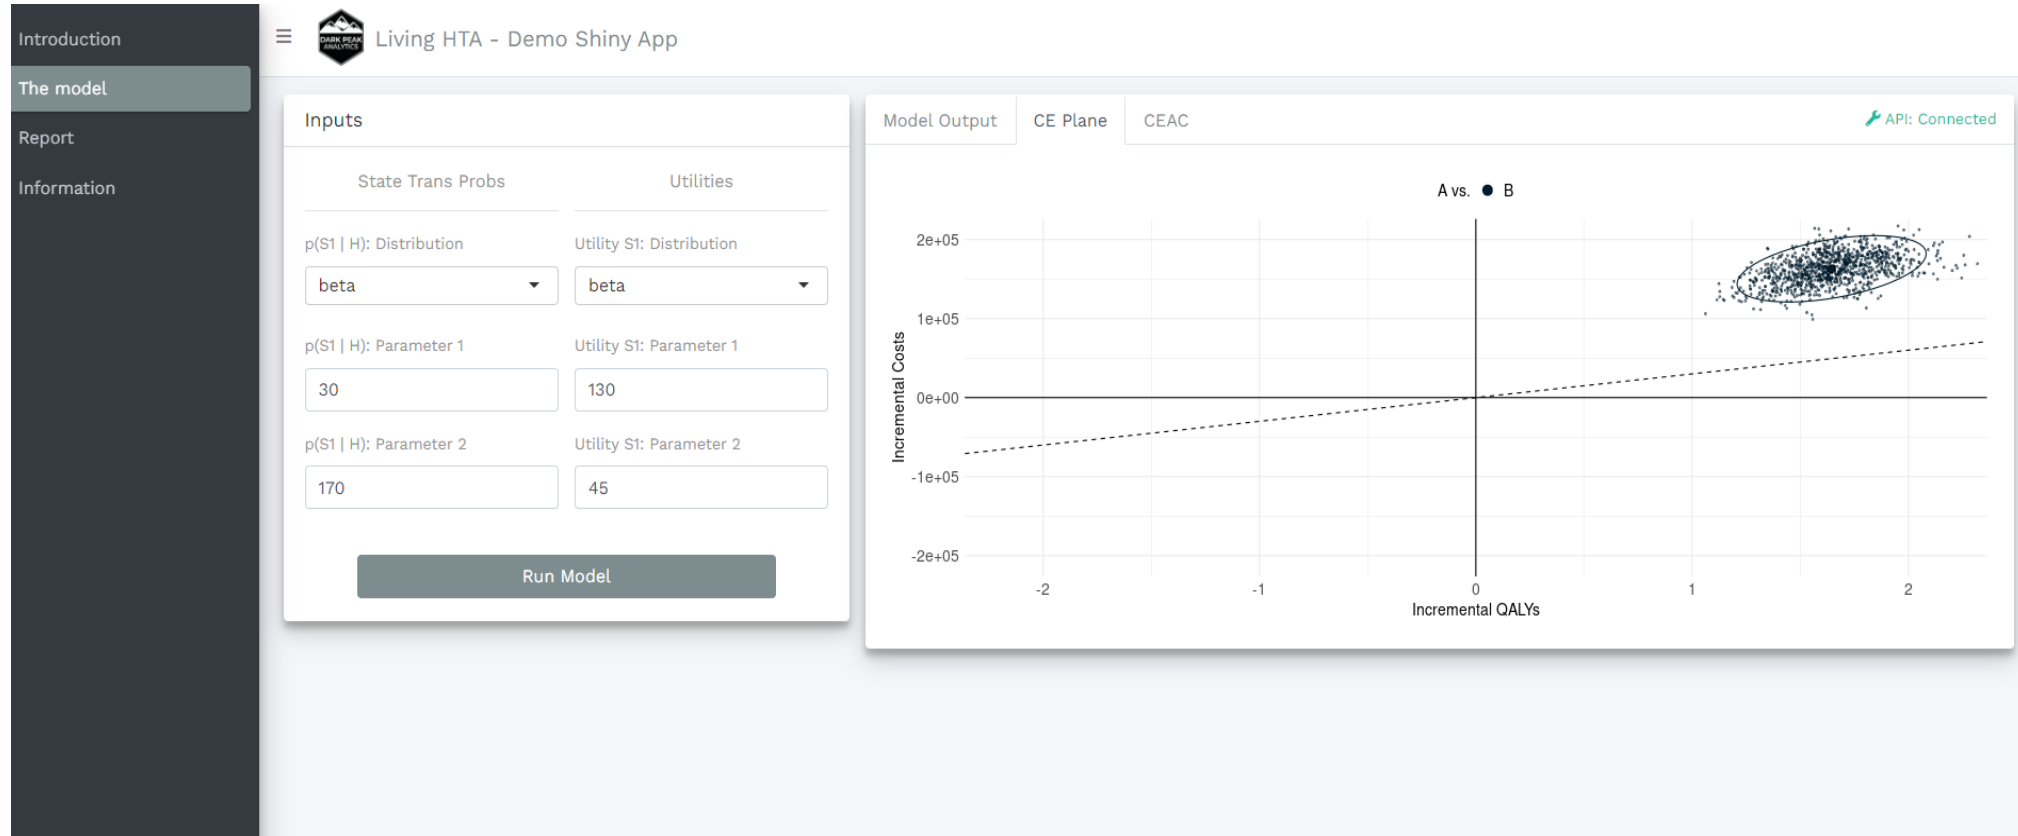 Introduction
The model
Report
Information
DARK PEAK
ANALYTICS
Living HTA - Demo Shiny App
Inputs
State Trans Probs
Utilities
p(S1 | H): Distribution
Utility S1: Distribution
beta
beta
p(S1 | H): Parameter 1
Utility S1: Parameter 1
30
130
p(S1 | H): Parameter 2
Utility S1: Parameter 2
170
45
Run Model
Model Output
CE Plane
CEAC
API: Connected
A vs. B
Incremental Costs
2e+05
1e+05
0e+00
-1e+05
-2e+05
-2
-1
0
1
2
Incremental QALYs